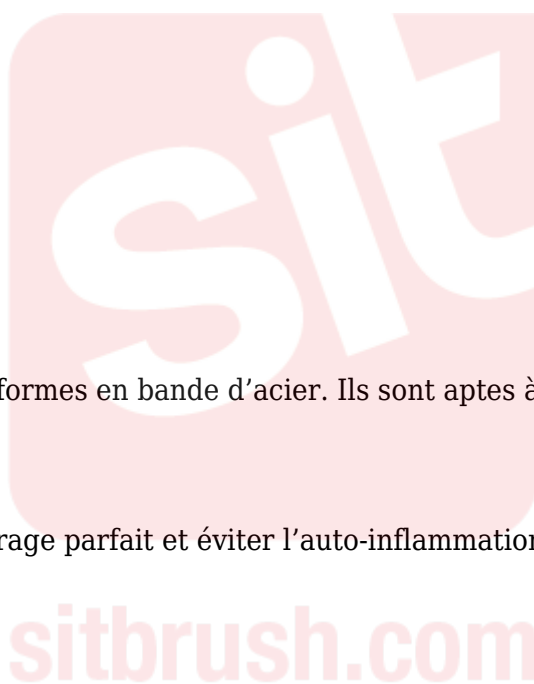 sit
formes en bande d’acier. Ils sont aptes à
rage parfait et éviter l’auto-inflammation
sitbrush.com